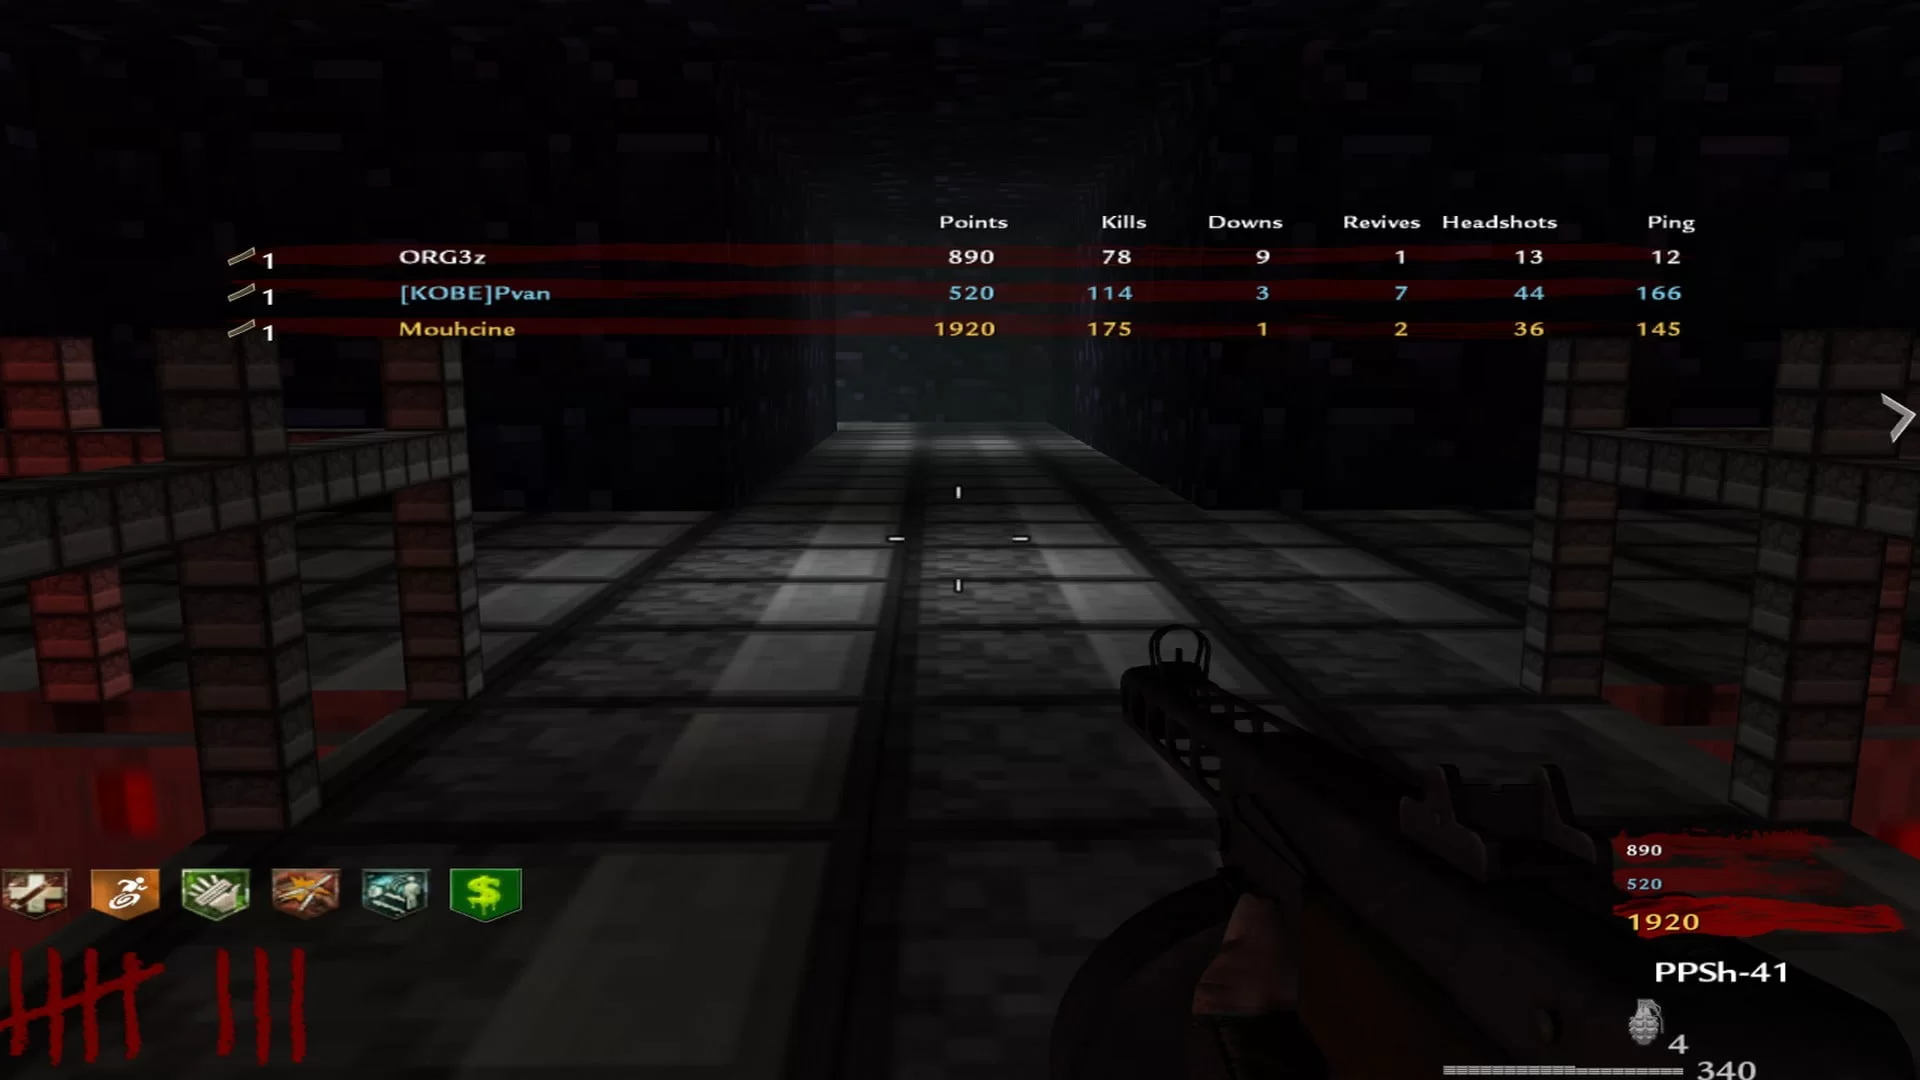 Points Kills Downs Revives Headshots Ping
1 ORG3z 890 78 9 1 13 12
1 [KOBE]Pvan 520 114 3 7 44 166
1 Mouhcine 1920 175 1 2 36 145
890
520
1920
PPSh-41
4
340